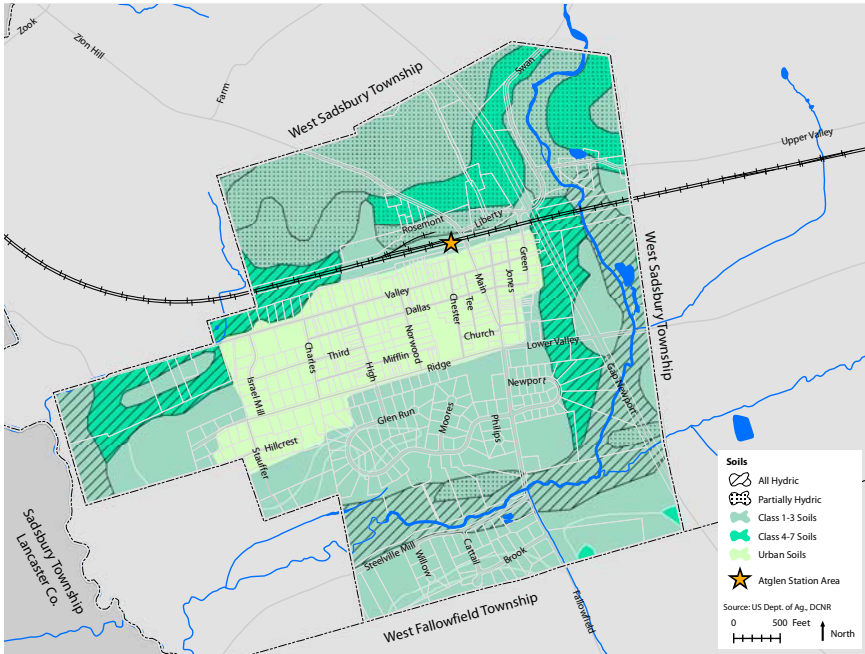 Zook
Zion Hill
Farm
West Sadsbury Township
Swan
Upper Valley
Rosemont
Liberty
West Sadsbury Township
Green
Jones
Main
Tee
Chester
Valley
Dallas
Church
Norwood
Charles
Third
Mifflin
Ridge
High
Israel Mill
Lower Valley
Gap Newport
Newport
Glen Run
Moores
Philips
Hillcrest
Stauffer
Steelville Mill
Willow
Cattail
Brook
Fallowfield
West Fallowfield Township
Sadsbury Township
Lancaster Co.
Soils
All Hydric
Partially Hydric
Class 1-3 Soils
Class 4-7 Soils
Urban Soils
Atglen Station Area
Source: US Dept. of Ag., DCNR
0 500 Feet
North